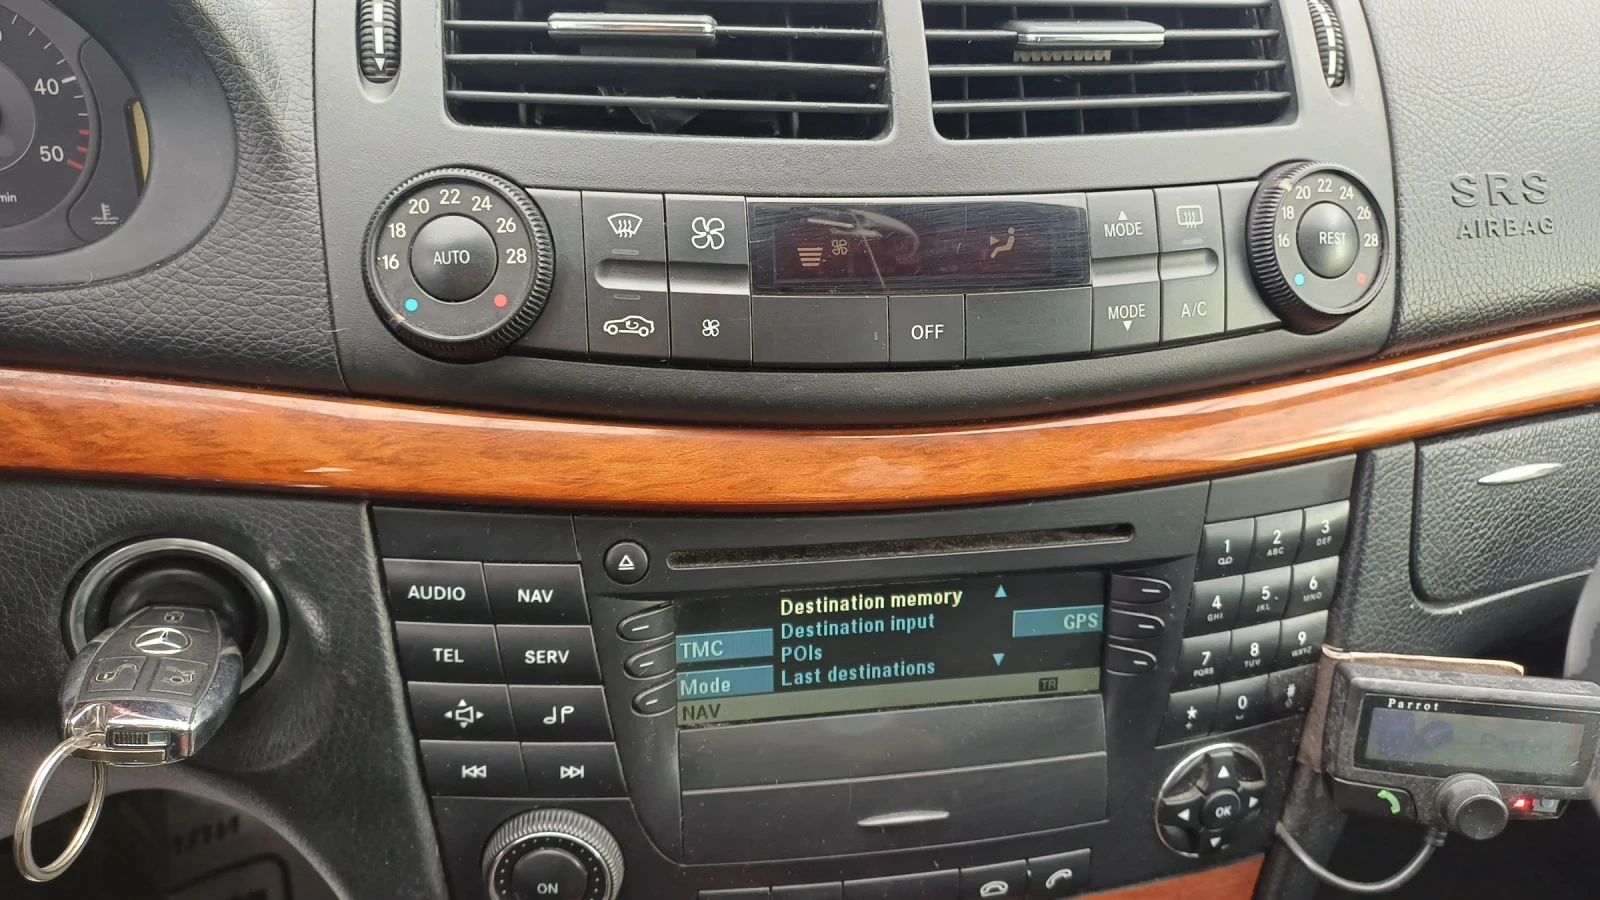 40
50
min
16 18 20 22 24 26 28
AUTO
MODE
MODE
A/C
OFF
16 18 20 22 24 26 28
REST
SRS
AIRBAG
AUDIO
NAV
TEL
SERV
ON
Destination memory
Destination input
POIs
Last destinations
TMC
Mode
GPS
TR
NAV
1
2 ABC
3 DEF
4 GHI
5 JKL
6 MNO
7 PQRS
8 TUV
9 WXYZ
*
0
#
OK
Parrot
Parrot